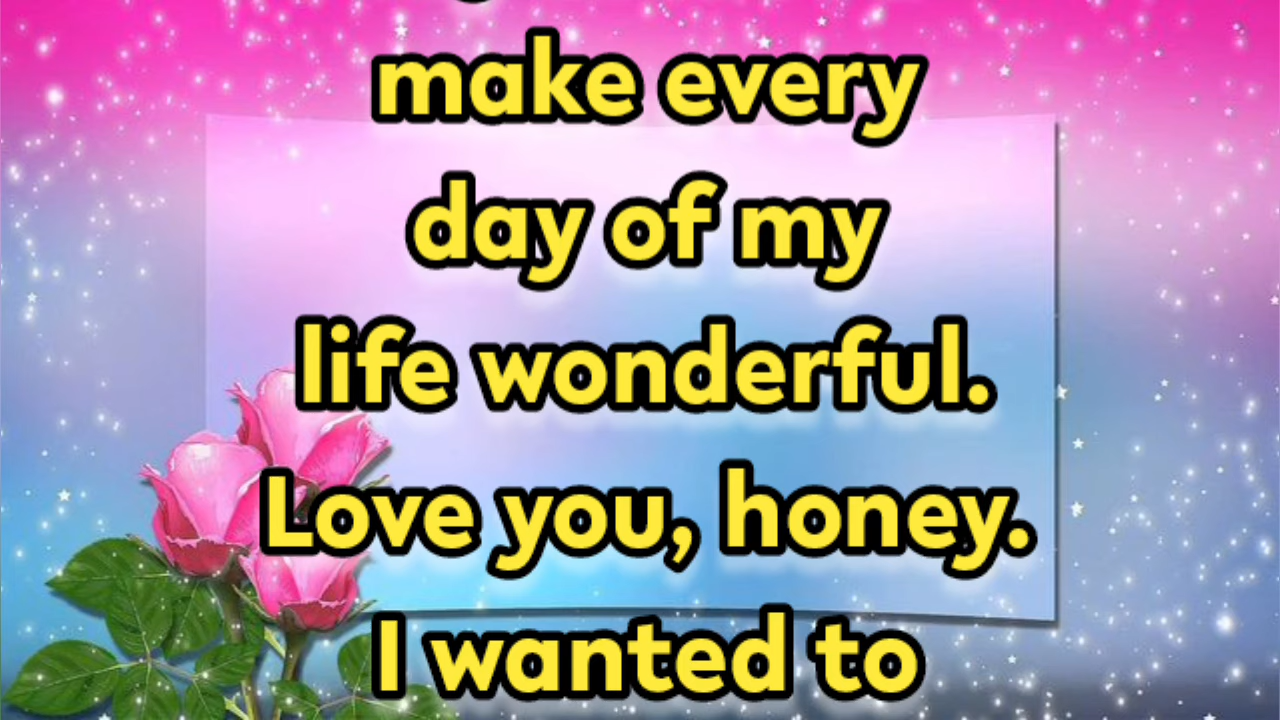 make every
day of my
life wonderful.
Love you, honey.
I wanted to